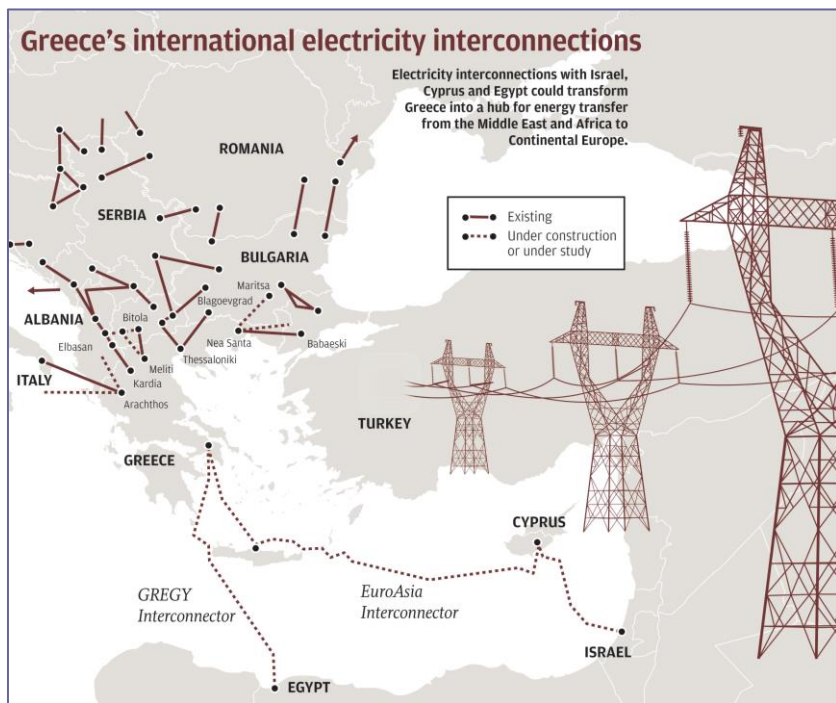 Greece's international electricity interconnections
Electricity interconnections with Israel,
Cyprus and Egypt could transform
Greece into a hub for energy transfer
from the Middle East and Africa to
Continental Europe.
ROMANIA
Existing
Under construction
or under study
SERBIA
BULGARIA
Maritsa
Blagoevgrad
ALBANIA
Bitola
Elbasan
Nea Santa
Babaeski
Thessaloniki
Meliti
Kardia
ITALY
Arachthos
TURKEY
GREECE
CYPRUS
GREGY
Interconnector
EuroAsia
Interconnector
ISRAEL
EGYPT